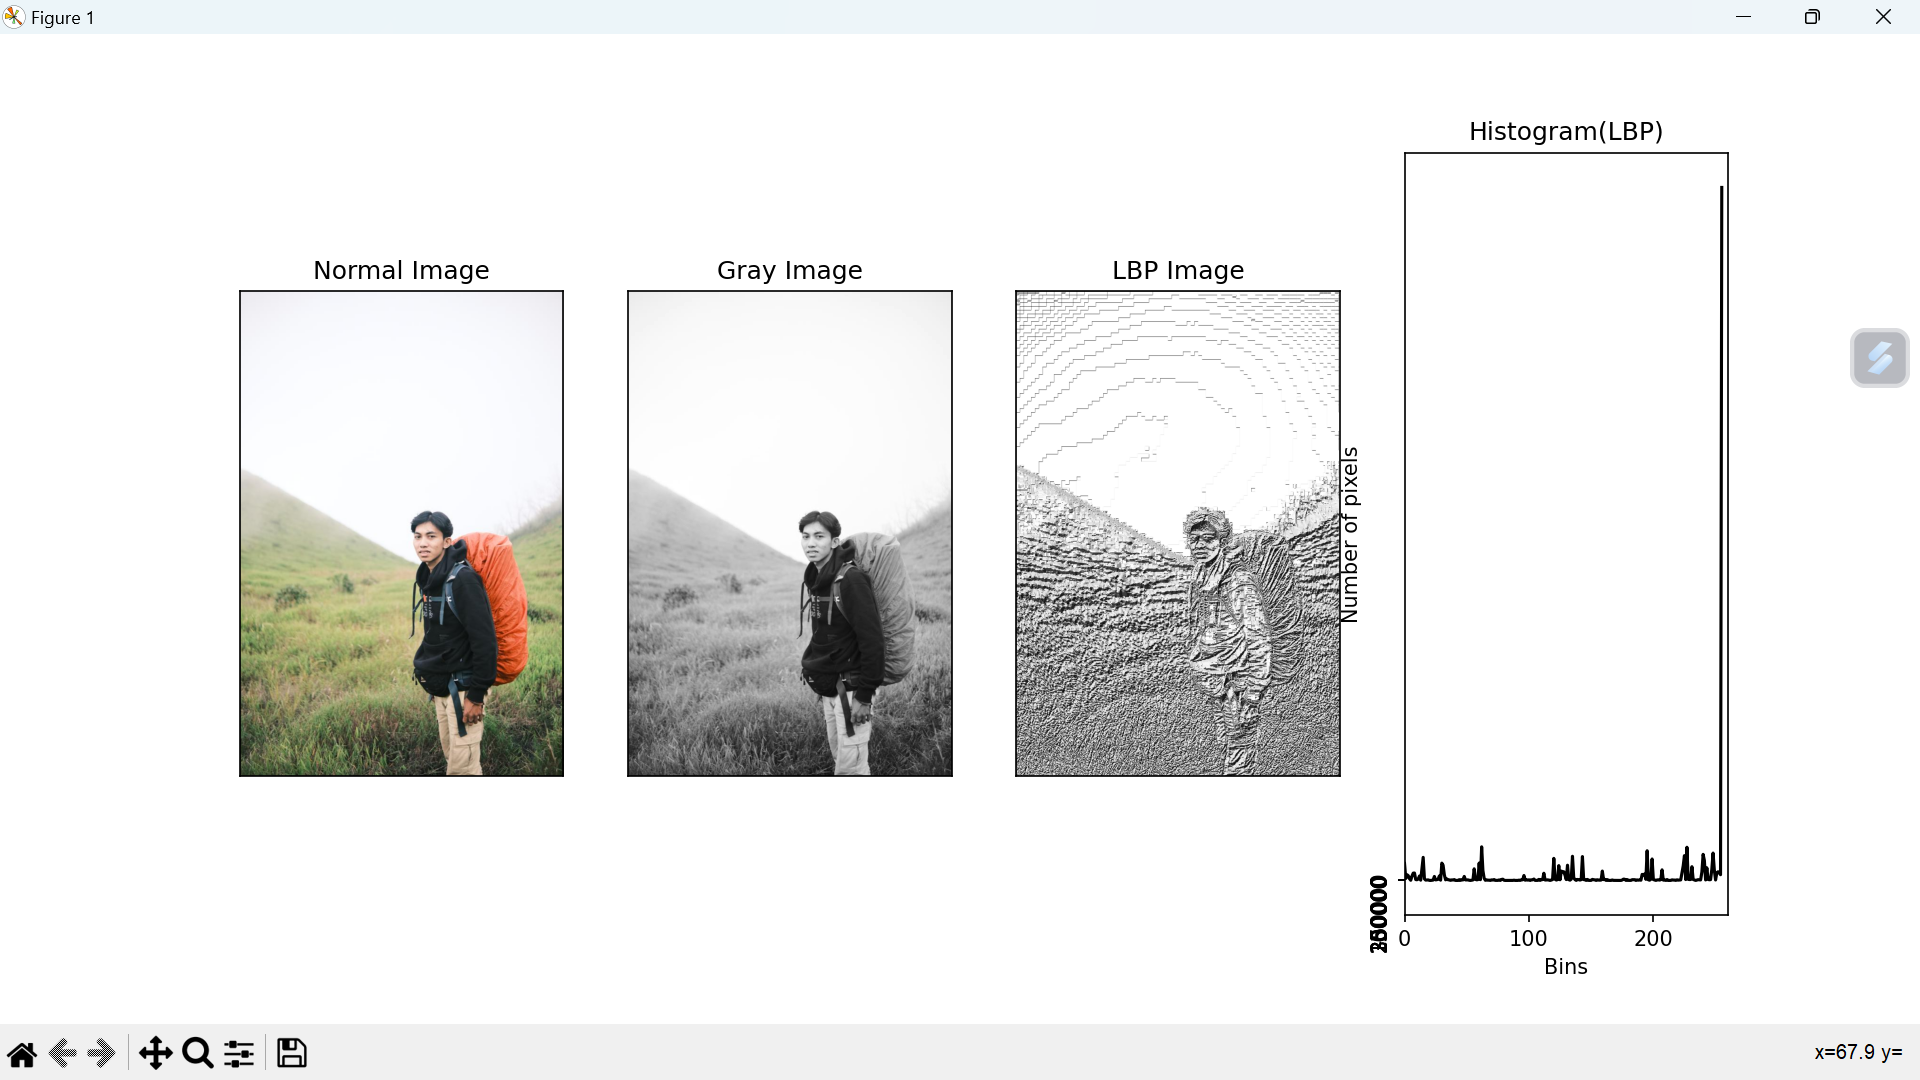 Figure 1
Histogram(LBP)
Normal Image
Gray Image
LBP Image
Number of pixels
0
100
200
Bins
x=67.9 y=